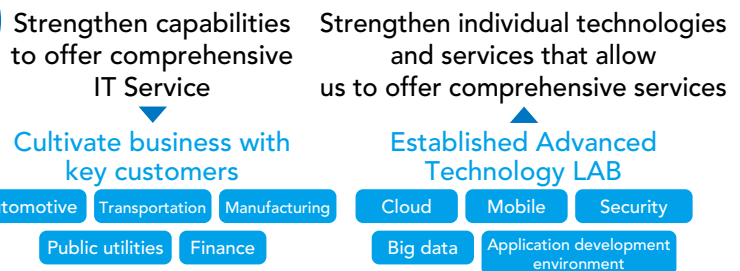 Strengthen capabilities
to offer comprehensive
IT Service
Cultivate business with
key customers
Transportation
Manufacturing
Public utilities
Finance
Strengthen individual technologies
and services that allow
us to offer comprehensive services
Established Advanced
Technology LAB
Cloud
Mobile
Security
Big data
Application development
environment